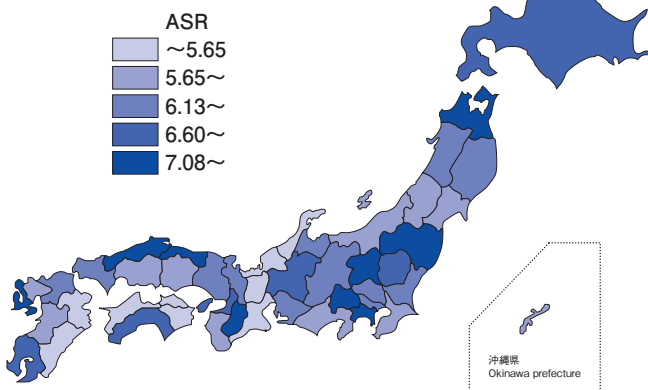 ASR
〜5.65
5.65〜
6.13〜
6.60〜
7.08〜
沖縄県
Okinawa prefecture